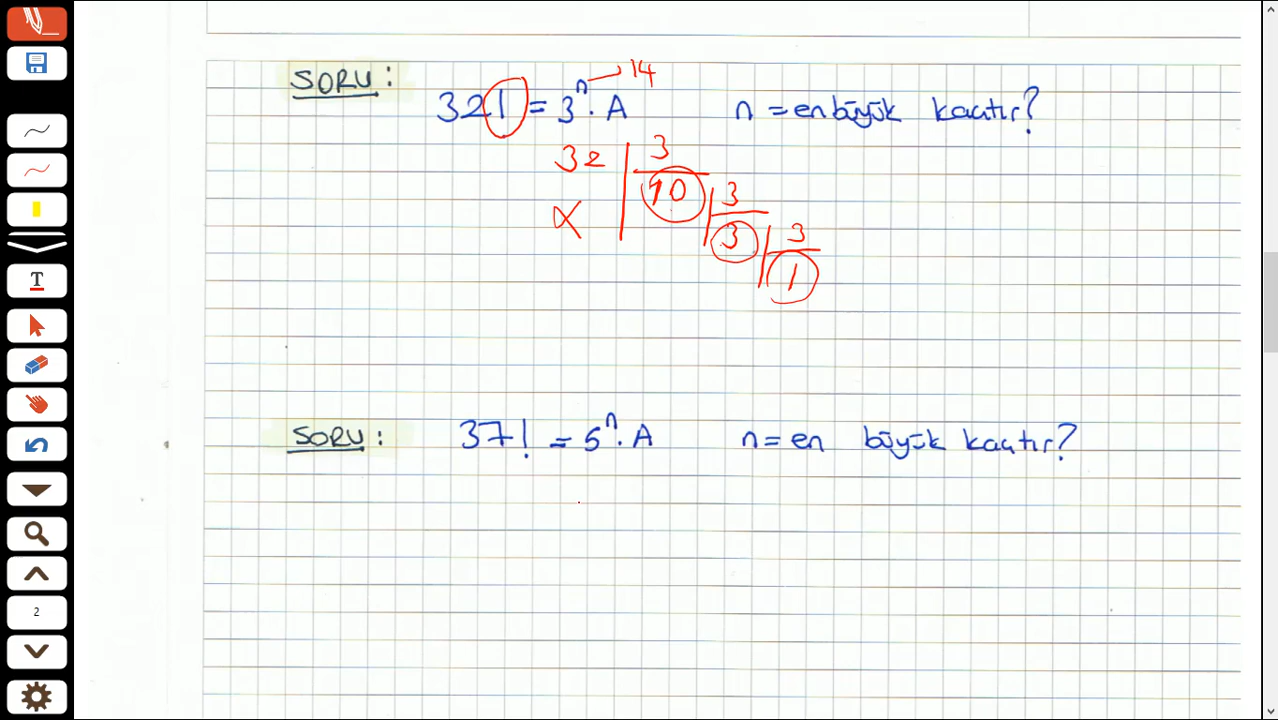 SORU:
32! = 3ⁿ · A n = en büyük kaçtır?
14
32 3
10 3
3 3
1
SORU: 37! = 5ⁿ · A n = en büyük kaçtır?
T
2